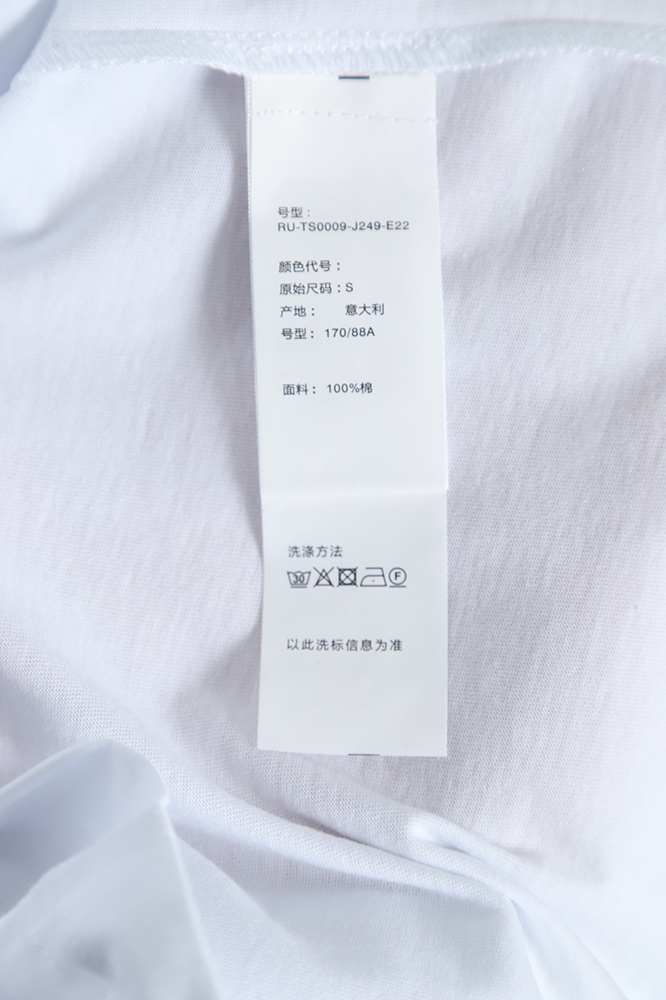 号型：
RU-TS0009-J249-E22
颜色代号：
原始尺码：S
产地： 意大利
号型：170/88A
面料：100%棉
洗涤方法
30 F
以此洗标信息为准